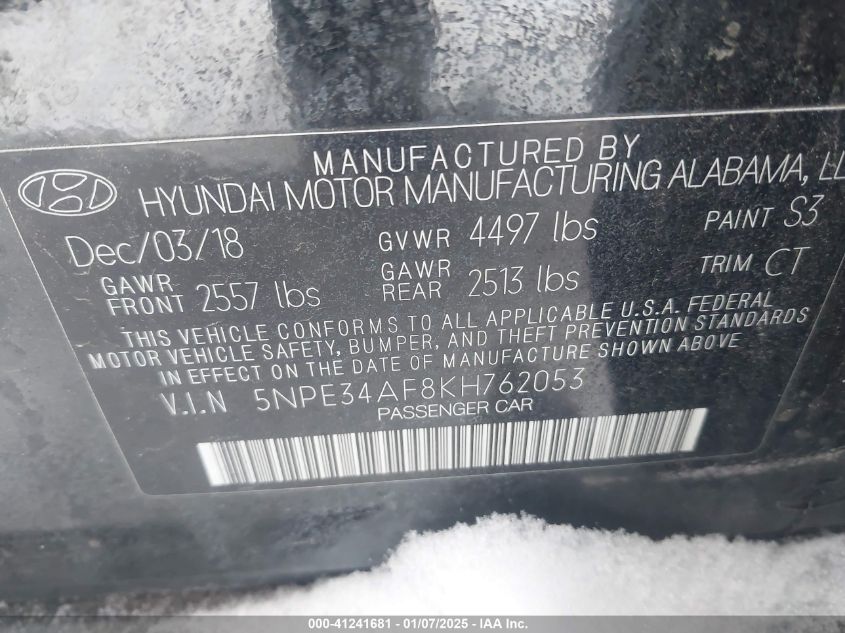 MANUFACTURED BY
HYUNDAI MOTOR MANUFACTURING ALABAMA, LL
Dec/03/18 GVWR 4497 lbs PAINT S3
GAWR FRONT 2557 lbs GAWR REAR 2513 lbs TRIM CT
THIS VEHICLE CONFORMS TO ALL APPLICABLE U.S.A. FEDERAL
MOTOR VEHICLE SAFETY, BUMPER, AND THEFT PREVENTION STANDARDS
IN EFFECT ON THE DATE OF MANUFACTURE SHOWN ABOVE
V.I.N 5NPE34AF8KH762053
PASSENGER CAR
000-41241681 - 01/07/2025 - IAA Inc.